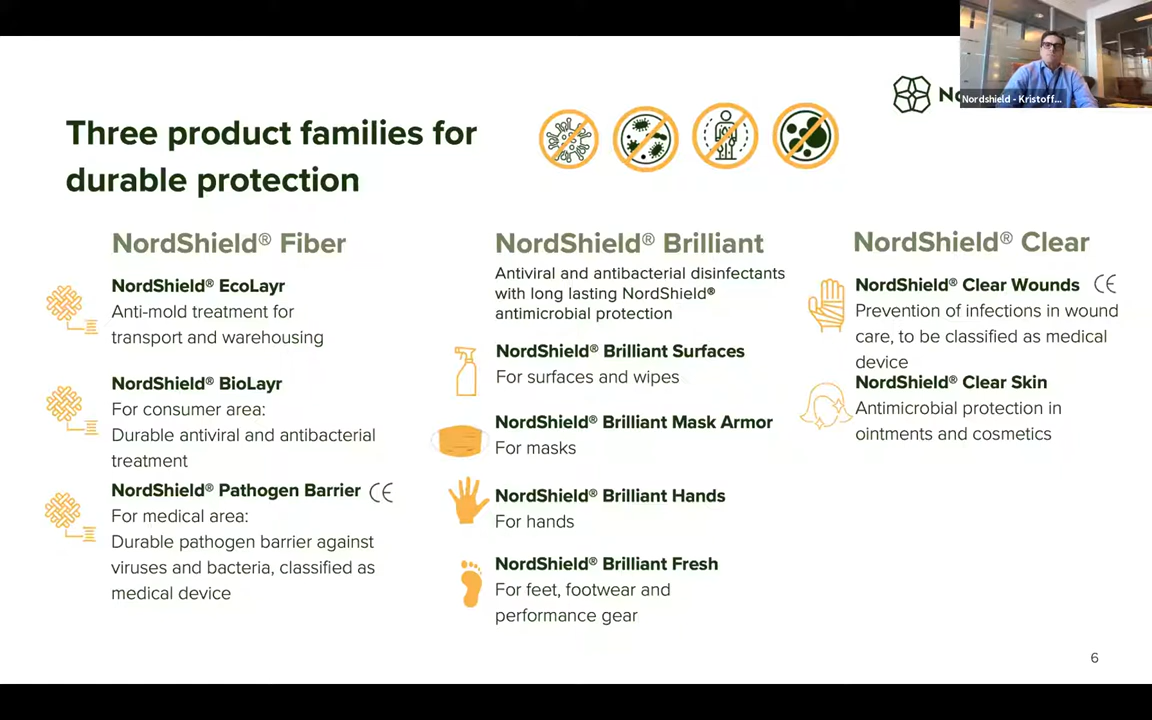 Three product families for
durable protection
No
Nordshield - Kristoff...
NordShield® Fiber
NordShield® EcoLayr
Anti-mold treatment for
transport and warehousing
NordShield® BioLayr
For consumer area:
Durable antiviral and antibacterial
treatment
NordShield® Pathogen Barrier CE
For medical area:
Durable pathogen barrier against
viruses and bacteria, classified as
medical device
NordShield® Brilliant
Antiviral and antibacterial disinfectants
with long lasting NordShield®
antimicrobial protection
NordShield® Brilliant Surfaces
For surfaces and wipes
NordShield® Brilliant Mask Armor
For masks
NordShield® Brilliant Hands
For hands
NordShield® Brilliant Fresh
For feet, footwear and
performance gear
NordShield® Clear
NordShield® Clear Wounds CE
Prevention of infections in wound
care, to be classified as medical
device
NordShield® Clear Skin
Antimicrobial protection in
ointments and cosmetics
6